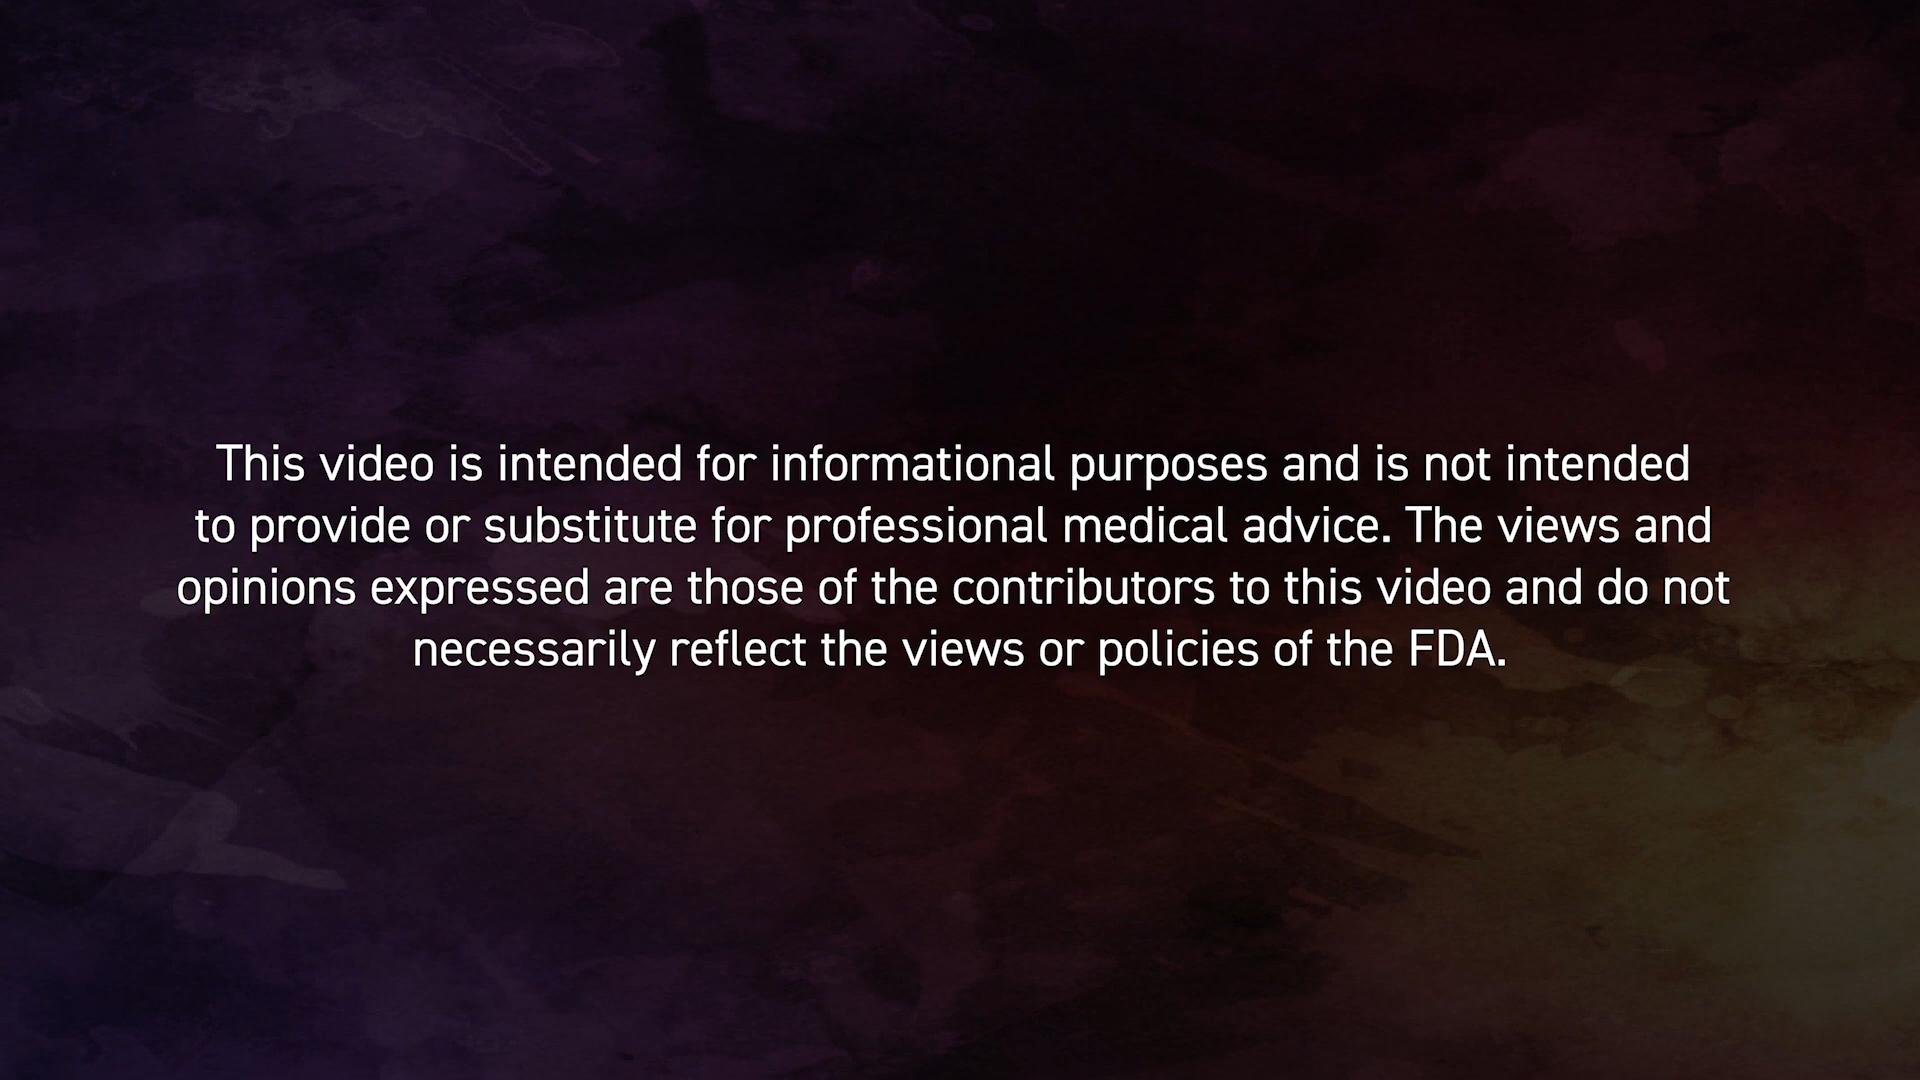 This video is intended for informational purposes and is not intended
to provide or substitute for professional medical advice. The views and
opinions expressed are those of the contributors to this video and do not
necessarily reflect the views or policies of the FDA.